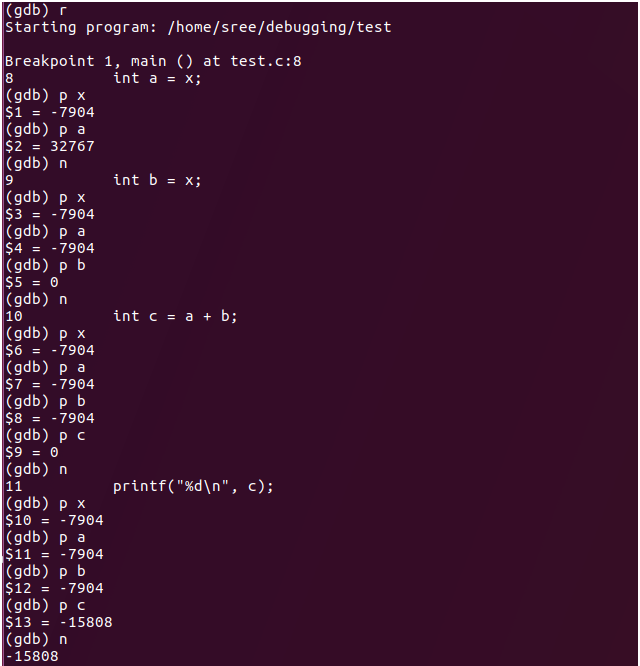 (gdb) r
Starting program: /home/sree/debugging/test

Breakpoint 1, main () at test.c:8
8           int a = x;
(gdb) p x
$1 = -7904
(gdb) p a
$2 = 32767
(gdb) n
9           int b = x;
(gdb) p x
$3 = -7904
(gdb) p a
$4 = -7904
(gdb) p b
$5 = 0
(gdb) n
10          int c = a + b;
(gdb) p x
$6 = -7904
(gdb) p a
$7 = -7904
(gdb) p b
$8 = -7904
(gdb) p c
$9 = 0
(gdb) n
11          printf("%d\n", c);
(gdb) p x
$10 = -7904
(gdb) p a
$11 = -7904
(gdb) p b
$12 = -7904
(gdb) p c
$13 = -15808
(gdb) n
-15808